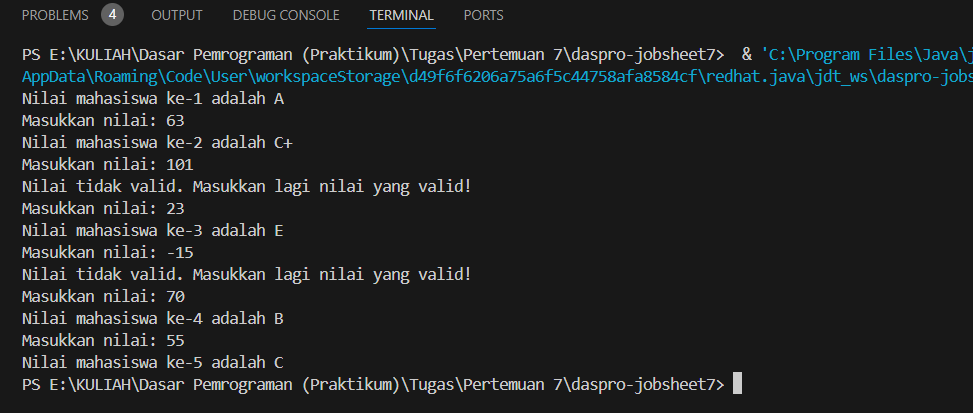 PROBLEMS 4 OUTPUT DEBUG CONSOLE TERMINAL PORTS
PS E:\KULIAH\Dasar Pemrograman (Praktikum)\Tugas\Pertemuan 7\daspro-jobsheet7> & 'C:\Program Files\Java\j
AppData\Roaming\Code\User\workspaceStorage\d49f6f6206a75a6f5c44758afa8584cf\redhat.java\jdt_ws\daspro-jobs
Nilai mahasiswa ke-1 adalah A
Masukkan nilai: 63
Nilai mahasiswa ke-2 adalah C+
Masukkan nilai: 101
Nilai tidak valid. Masukkan lagi nilai yang valid!
Masukkan nilai: 23
Nilai mahasiswa ke-3 adalah E
Masukkan nilai: -15
Nilai tidak valid. Masukkan lagi nilai yang valid!
Masukkan nilai: 70
Nilai mahasiswa ke-4 adalah B
Masukkan nilai: 55
Nilai mahasiswa ke-5 adalah C
PS E:\KULIAH\Dasar Pemrograman (Praktikum)\Tugas\Pertemuan 7\daspro-jobsheet7>